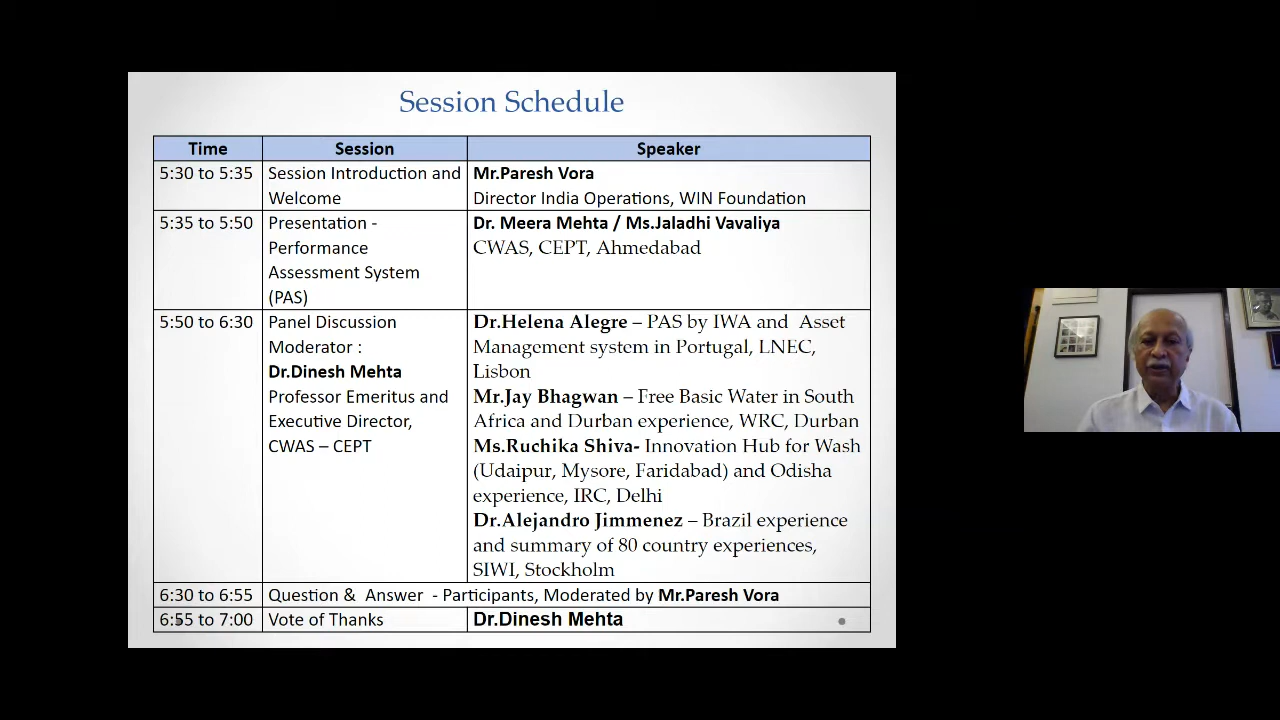 Session Schedule
Time Session Speaker
5:30 to 5:35
Session Introduction and
Welcome
Mr.Paresh Vora
Director India Operations, WIN Foundation
5:35 to 5:50
Presentation -
Performance
Assessment System
(PAS)
Dr. Meera Mehta / Ms.Jaladhi Vavaliya
CWAS, CEPT, Ahmedabad
5:50 to 6:30
Panel Discussion
Moderator :
Dr.Dinesh Mehta
Professor Emeritus and
Executive Director,
CWAS – CEPT
Dr.Helena Alegre – PAS by IWA and Asset
Management system in Portugal, LNEC,
Lisbon
Mr.Jay Bhagwan – Free Basic Water in South
Africa and Durban experience, WRC, Durban
Ms.Ruchika Shiva- Innovation Hub for Wash
(Udaipur, Mysore, Faridabad) and Odisha
experience, IRC, Delhi
Dr.Alejandro Jimmenez – Brazil experience
and summary of 80 country experiences,
SIWI, Stockholm
6:30 to 6:55 Question & Answer - Participants, Moderated by Mr.Paresh Vora
6:55 to 7:00 Vote of Thanks Dr.Dinesh Mehta